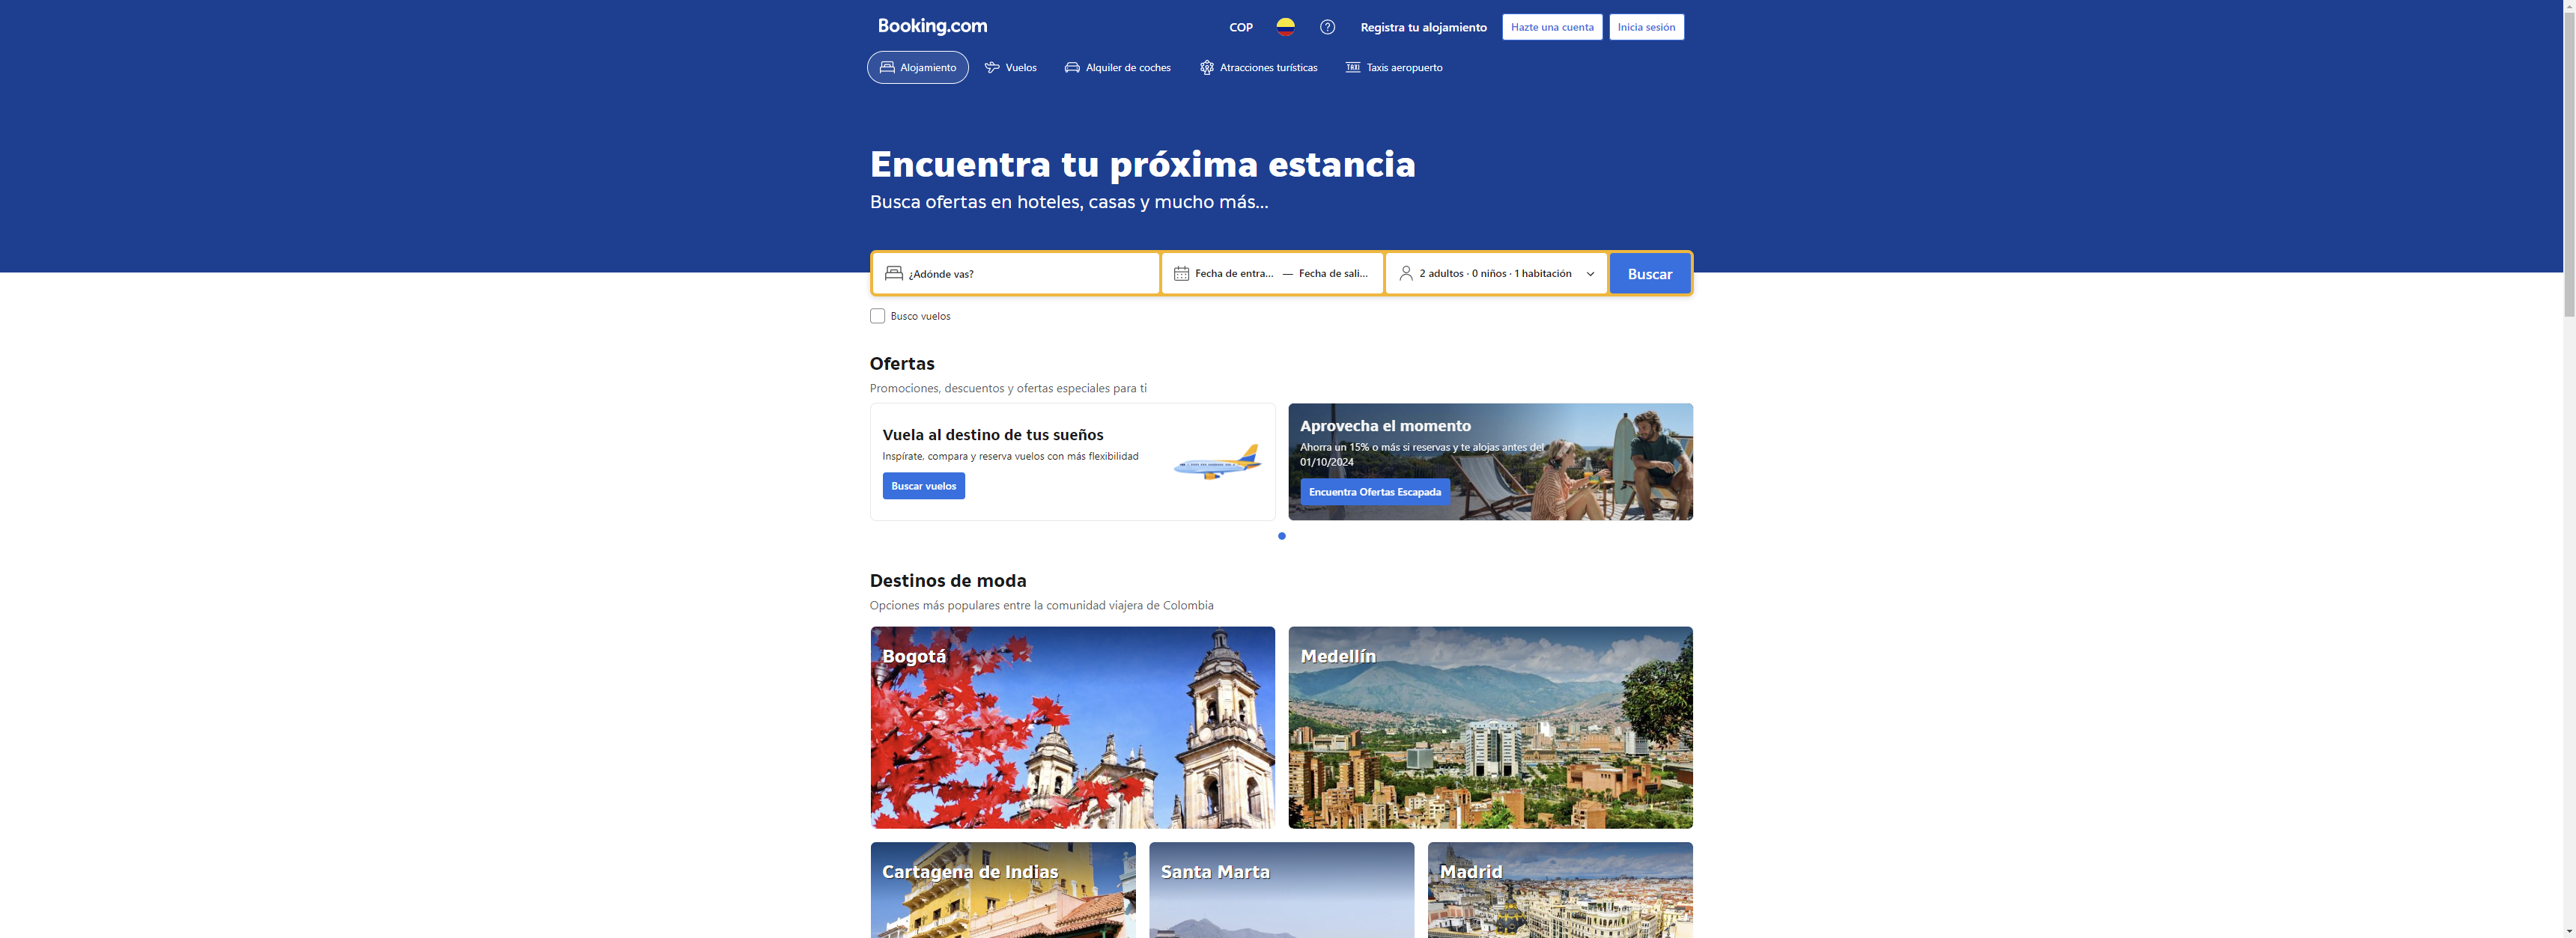 Booking.com
COP
Registra tu alojamiento
Hazte una cuenta
Inicia sesión
Alojamiento
Vuelos
Alquiler de coches
Atracciones turísticas
TAXI
Taxis aeropuerto
Encuentra tu próxima estancia
Busca ofertas en hoteles, casas y mucho más...
¿Adónde vas?
Fecha de entra... — Fecha de sali...
2 adultos · 0 niños · 1 habitación
Buscar
Busco vuelos
Ofertas
Promociones, descuentos y ofertas especiales para ti
Vuela al destino de tus sueños
Inspírate, compara y reserva vuelos con más flexibilidad
Buscar vuelos
Aprovecha el momento
Ahorra un 15% o más si reservas y te alojas antes del
01/10/2024
Encuentra Ofertas Escapada
Destinos de moda
Opciones más populares entre la comunidad viajera de Colombia
Bogotá
Medellín
Cartagena de Indias
Santa Marta
Madrid